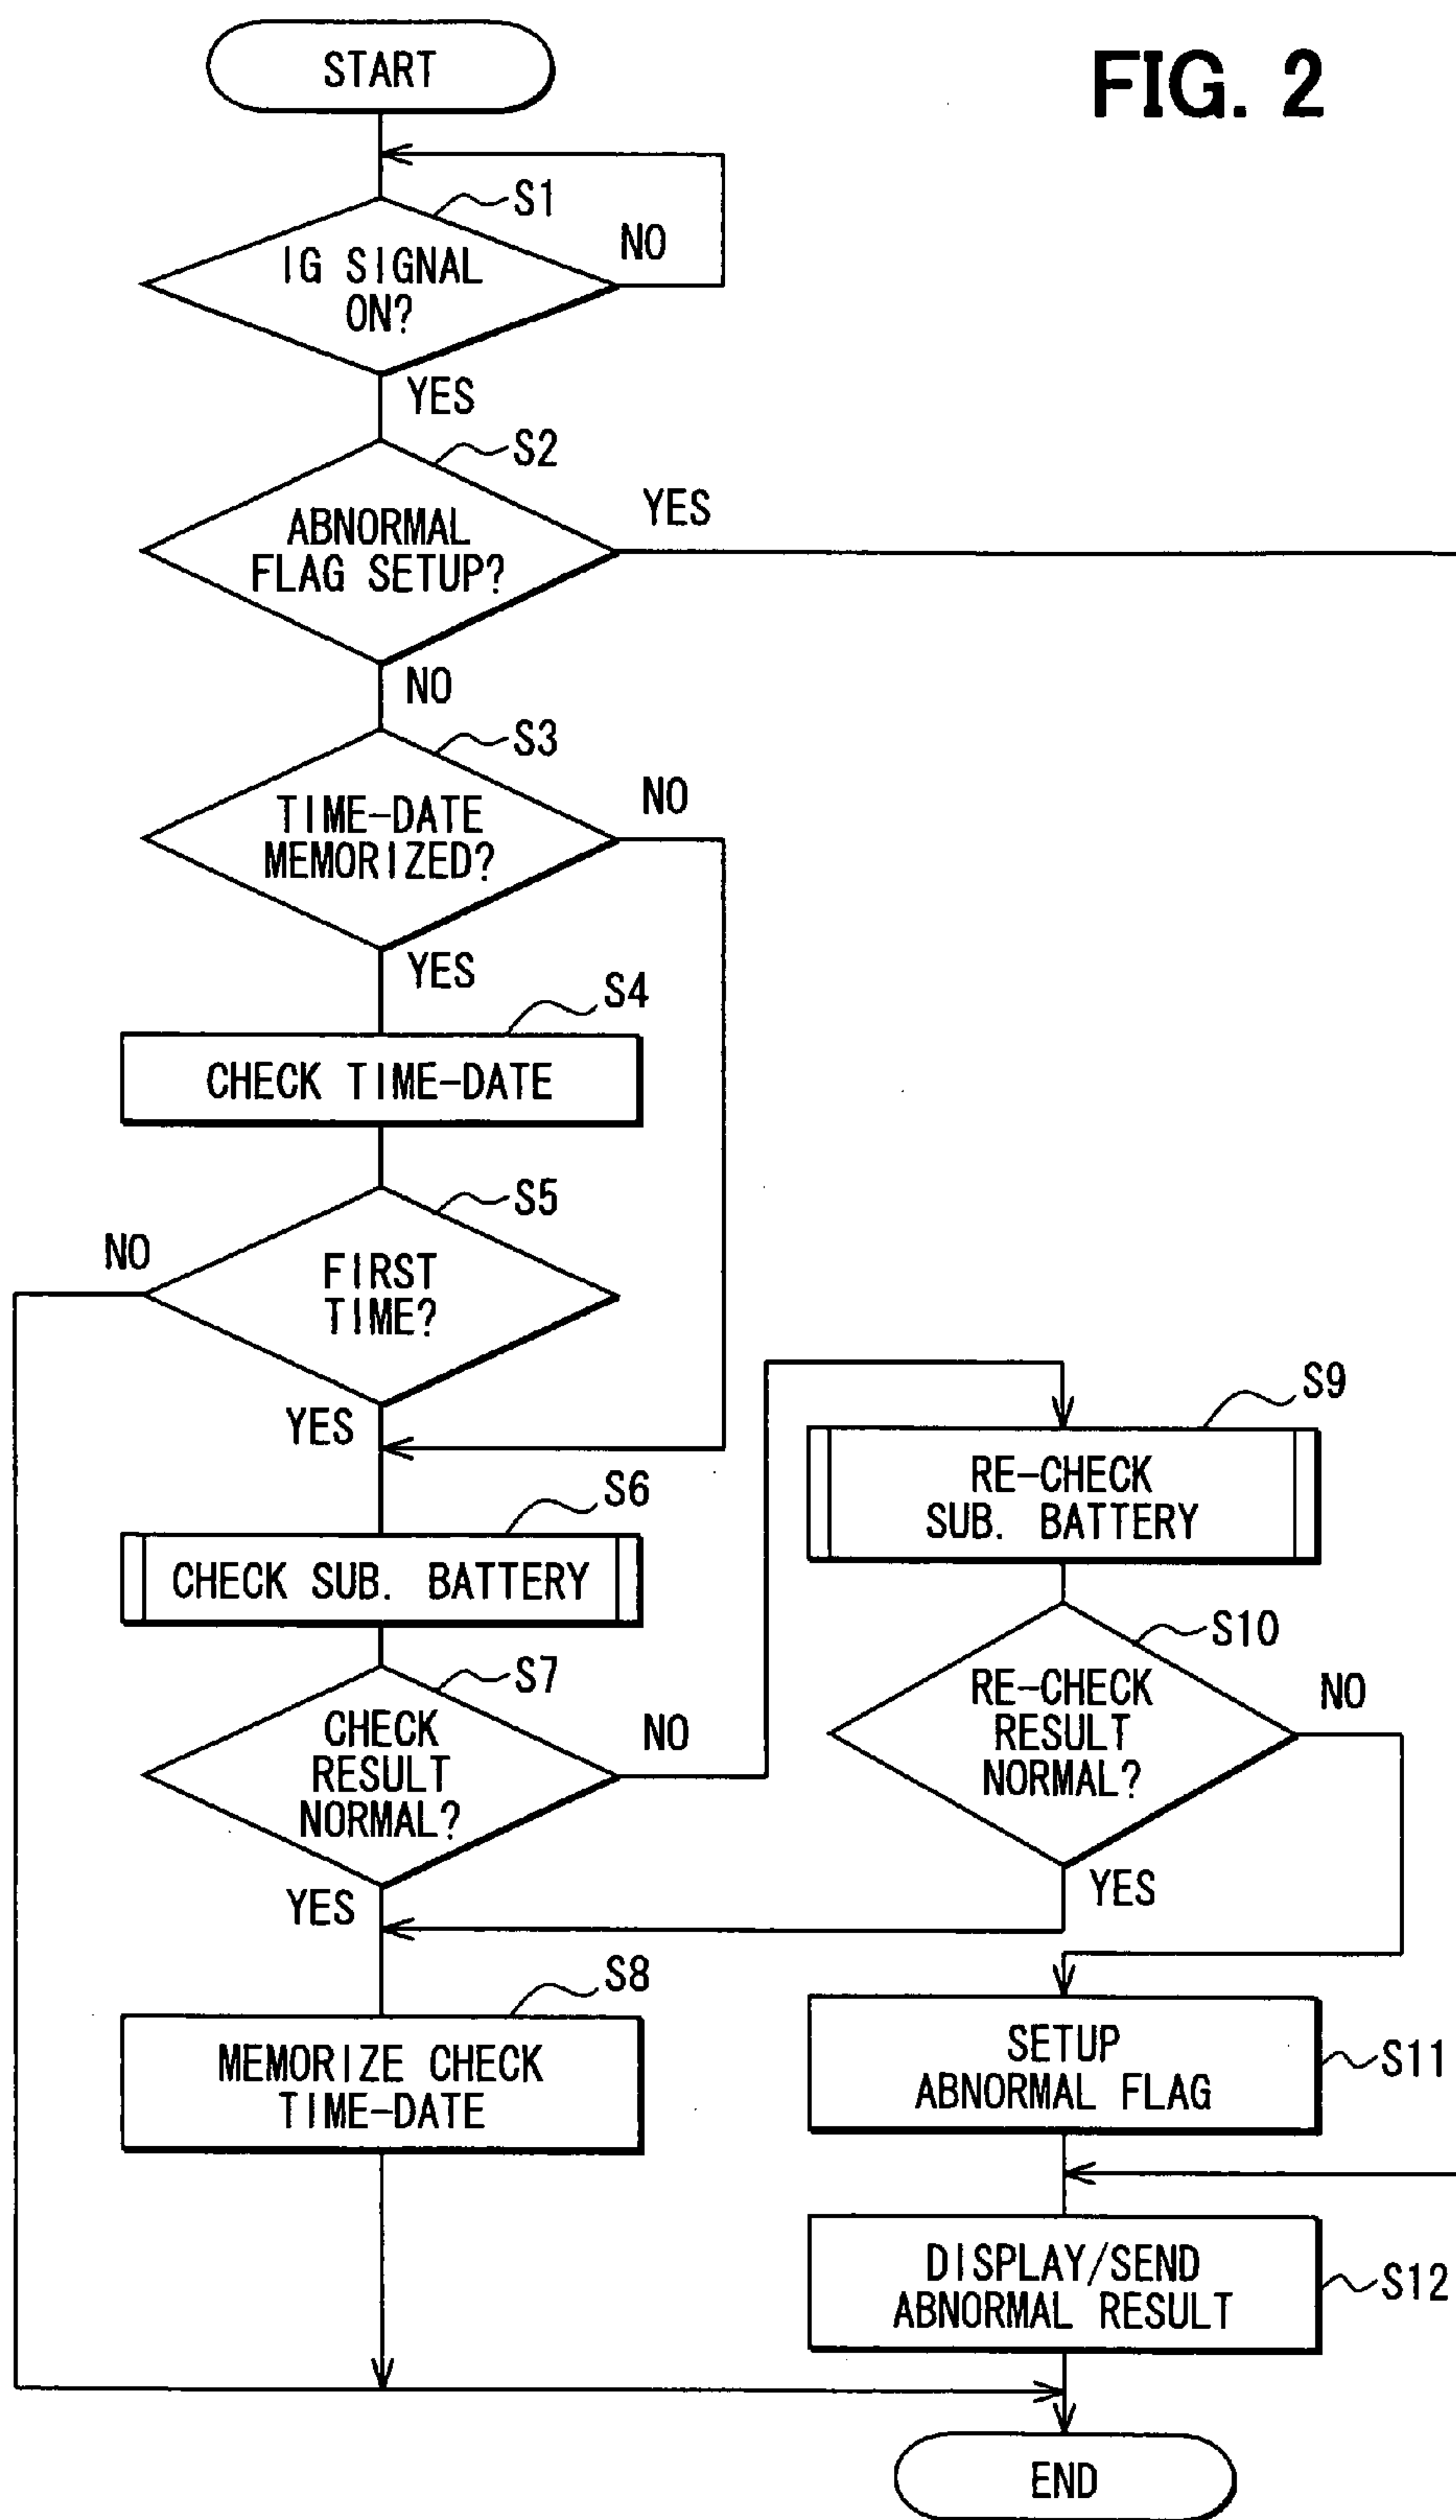 FIG. 2
START
S1
IG SIGNAL
ON?
NO
YES
S2
ABNORMAL
FLAG SETUP?
YES
NO
S3
TIME-DATE
MEMORIZED?
NO
YES
S4
CHECK TIME-DATE
S5
FIRST
TIME?
NO
YES
S6
CHECK SUB. BATTERY
S7
CHECK
RESULT
NORMAL?
NO
YES
S8
MEMORIZE CHECK
TIME-DATE
S9
RE-CHECK
SUB. BATTERY
S10
RE-CHECK
RESULT
NORMAL?
NO
YES
SETUP
ABNORMAL FLAG
S11
DISPLAY/SEND
ABNORMAL RESULT
S12
END